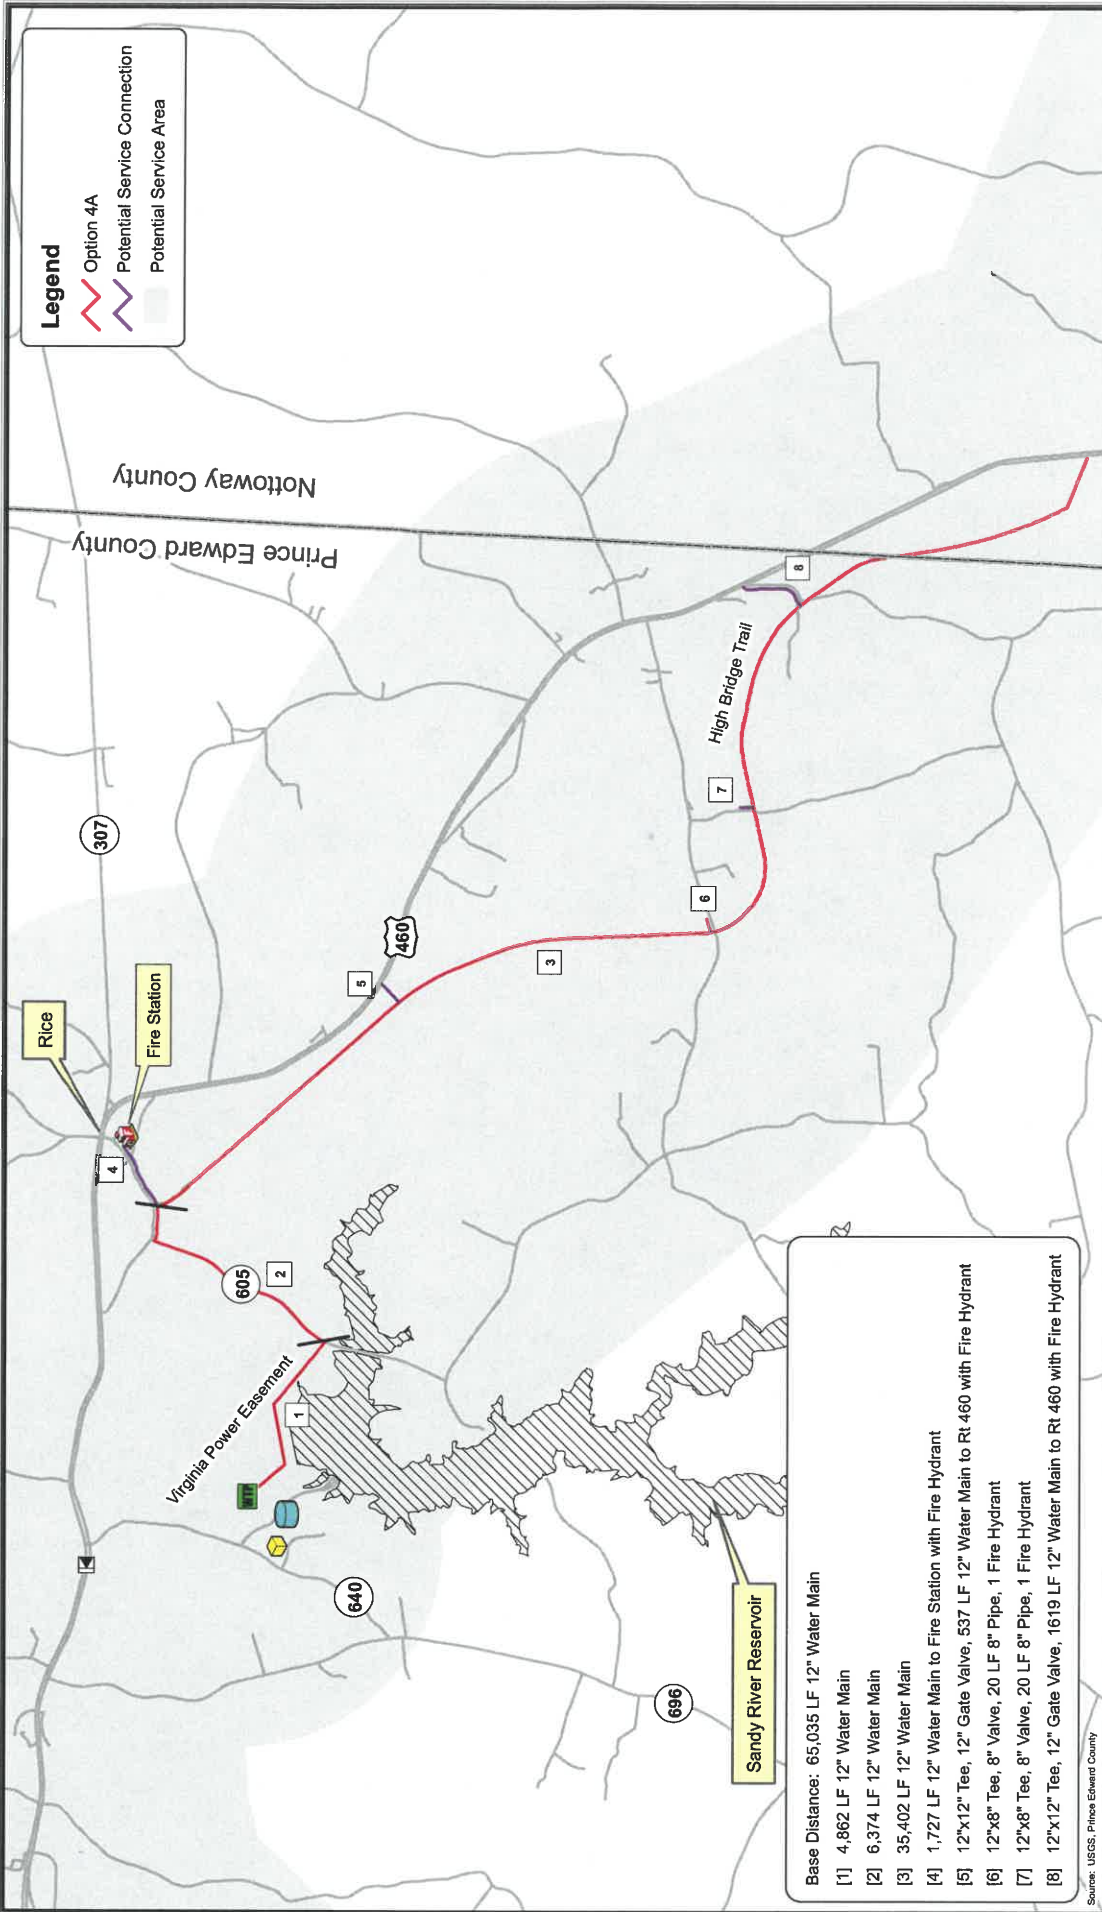 Legend
Option 4A
Potential Service Connection
Potential Service Area
Nottoway County
Prince Edward County
307
Rice
Fire Station
4
5
460
3
6
7
High Bridge Trail
8
605
2
Virginia Power Easement
1
WTP
640
696
Sandy River Reservoir
Base Distance: 65,035 LF 12" Water Main
[1] 4,862 LF 12" Water Main
[2] 6,374 LF 12" Water Main
[3] 35,402 LF 12" Water Main
[4] 1,727 LF 12" Water Main to Fire Station with Fire Hydrant
[5] 12"x12" Tee, 12" Gate Valve, 537 LF 12" Water Main to Rt 460 with Fire Hydrant
[6] 12"x8" Tee, 8" Valve, 20 LF 8" Pipe, 1 Fire Hydrant
[7] 12"x8" Tee, 8" Valve, 20 LF 8" Pipe, 1 Fire Hydrant
[8] 12"x12" Tee, 12" Gate Valve, 1619 LF 12" Water Main to Rt 460 with Fire Hydrant
Source: USGS, Prince Edward County